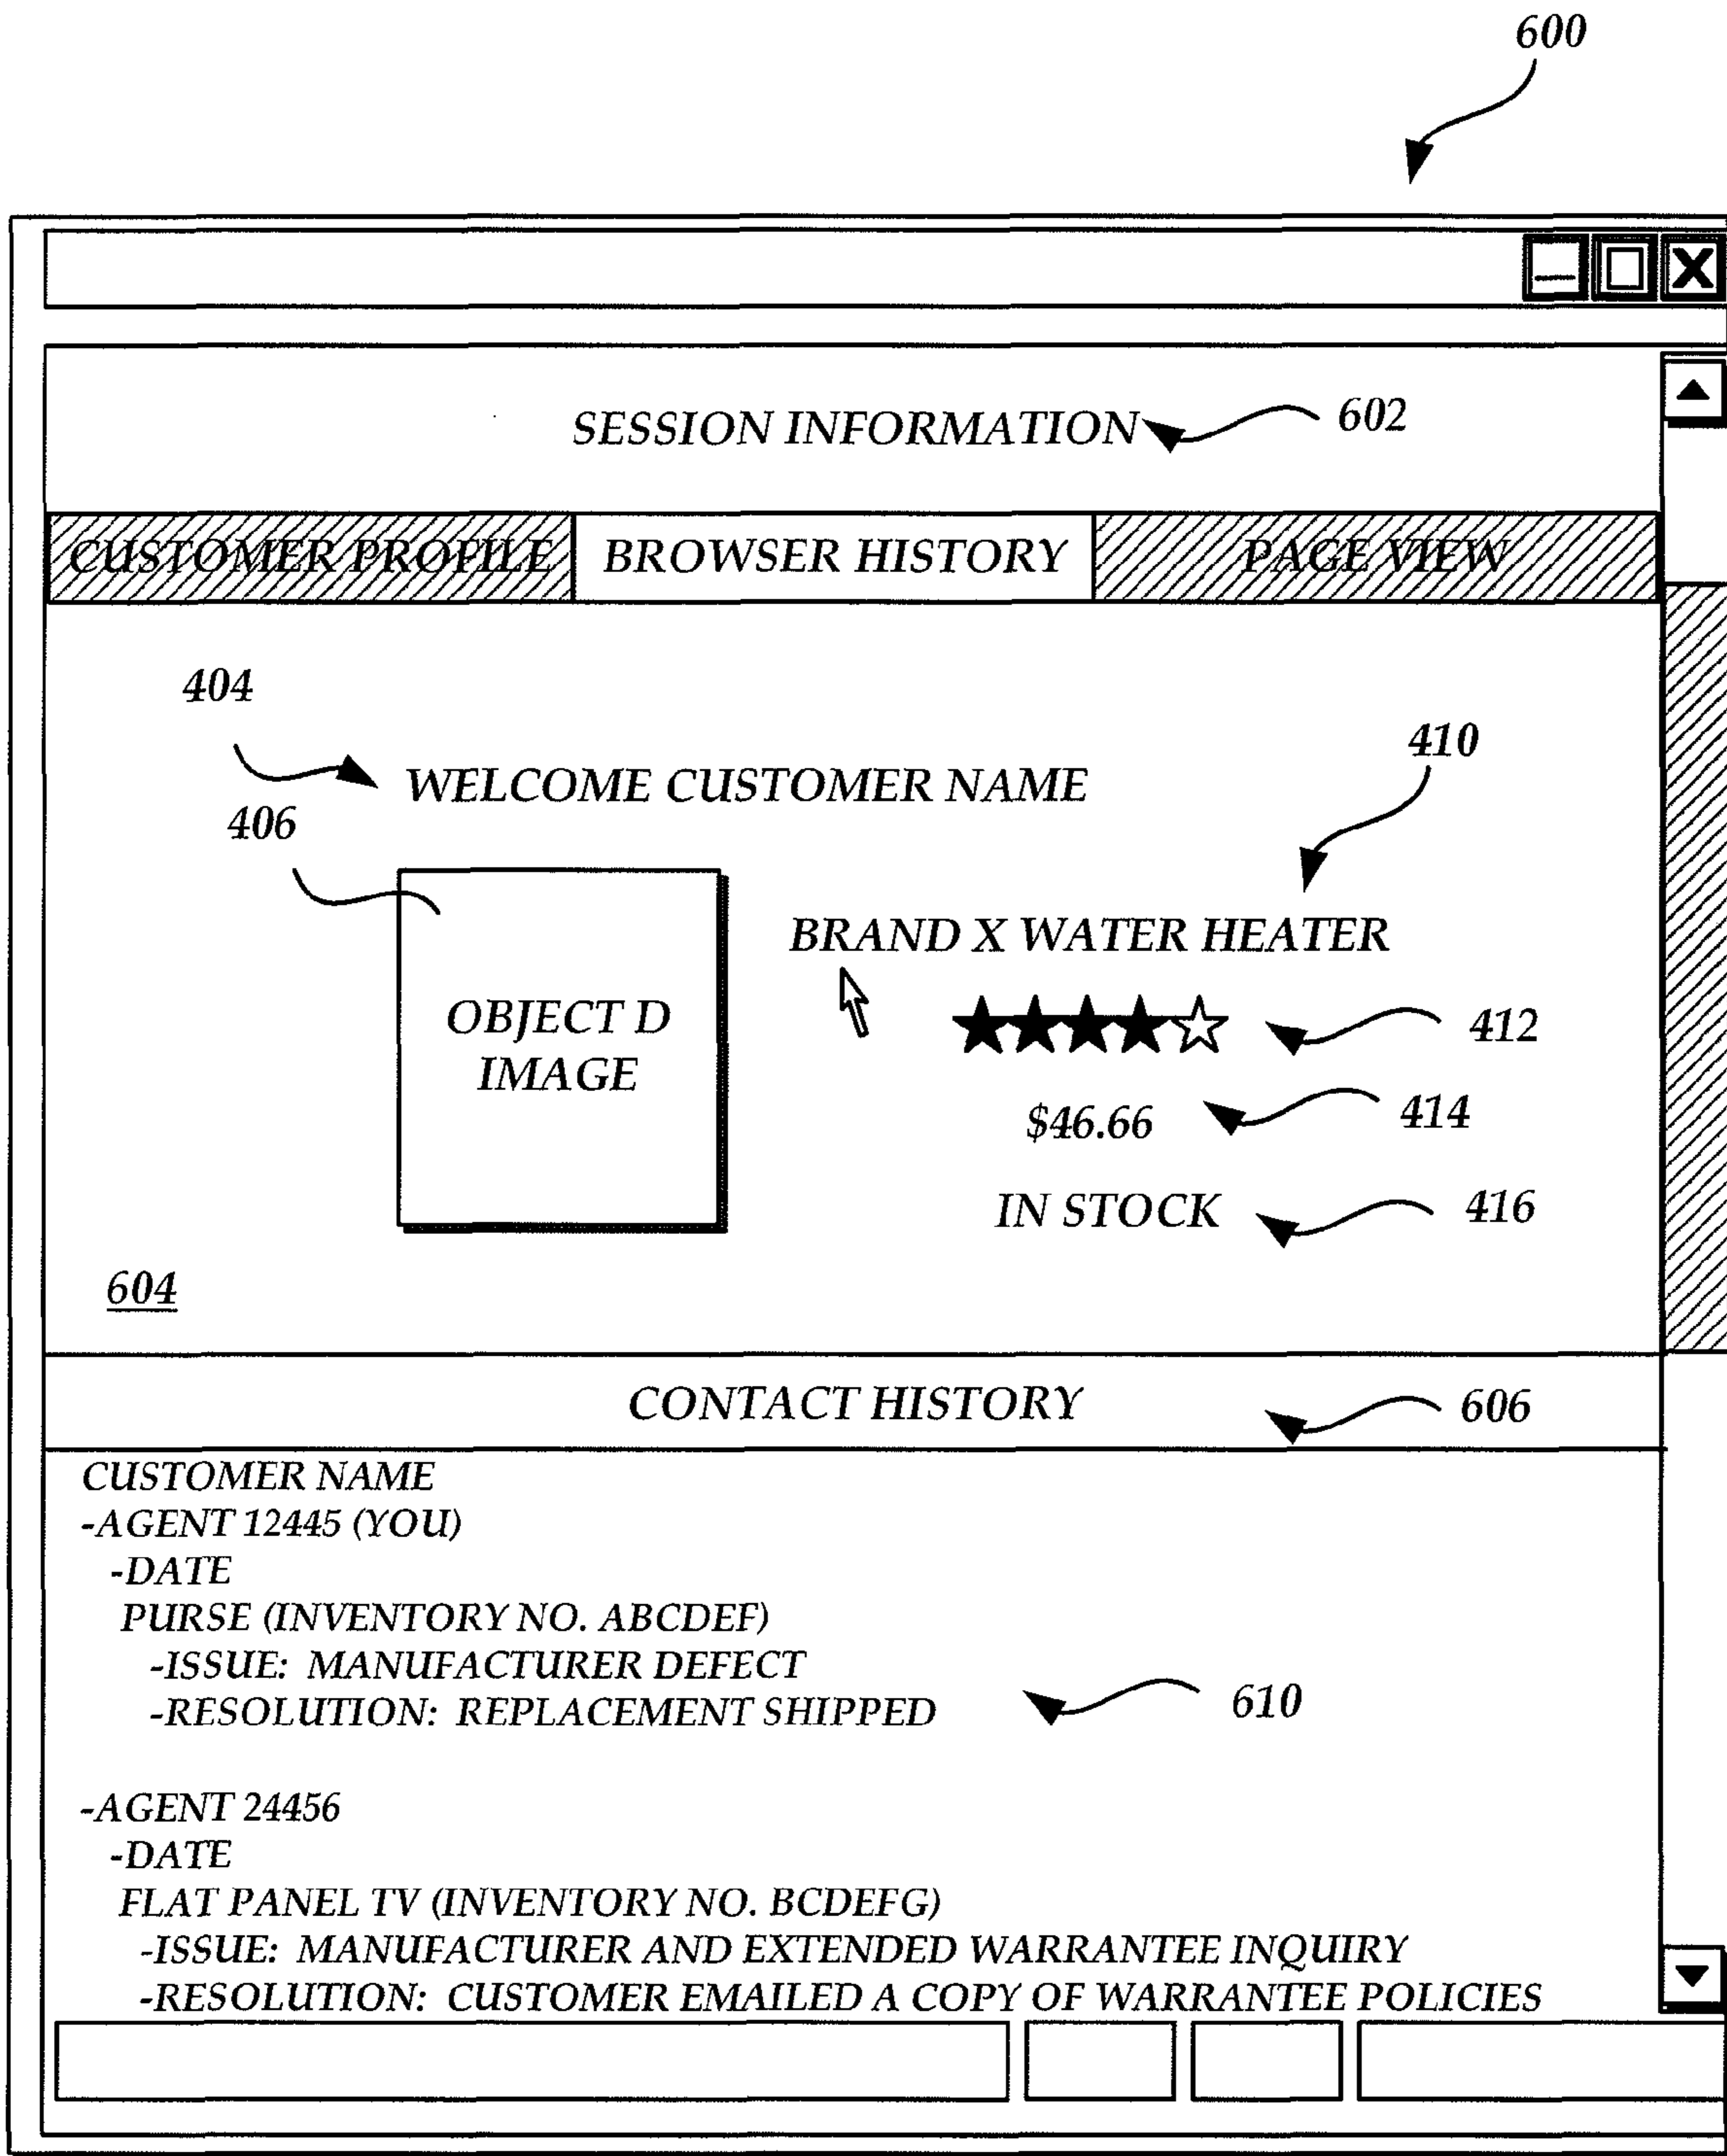 600
SESSION INFORMATION 602
CUSTOMER PROFILE BROWSER HISTORY PAGE VIEW
404
410
WELCOME CUSTOMER NAME
406
BRAND X WATER HEATER
OBJECT D
IMAGE
412
$46.66 414
IN STOCK 416
604
CONTACT HISTORY 606
CUSTOMER NAME
-AGENT 12445 (YOU)
-DATE
PURSE (INVENTORY NO. ABCDEF)
-ISSUE: MANUFACTURER DEFECT
-RESOLUTION: REPLACEMENT SHIPPED
610
-AGENT 24456
-DATE
FLAT PANEL TV (INVENTORY NO. BCDEFG)
-ISSUE: MANUFACTURER AND EXTENDED WARRANTEE INQUIRY
-RESOLUTION: CUSTOMER EMAILED A COPY OF WARRANTEE POLICIES